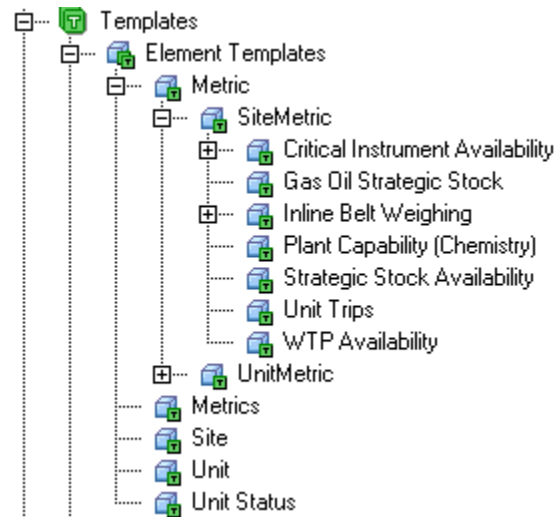 Templates
Element Templates
Metric
SiteMetric
Critical Instrument Availability
Gas Oil Strategic Stock
Inline Belt Weighing
Plant Capability (Chemistry)
Strategic Stock Availability
Unit Trips
WTP Availability
UnitMetric
Metrics
Site
Unit
Unit Status